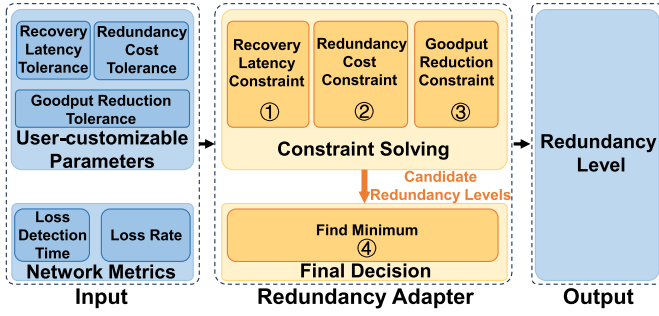 Recovery
Latency
Tolerance
Redundancy
Cost
Tolerance
Goodput Reduction
Tolerance
User-customizable
Parameters
Loss
Detection
Time
Loss Rate
Network Metrics
Input
Recovery
Latency
Constraint
①
Redundancy
Cost
Constraint
②
Goodput
Reduction
Constraint
③
Constraint Solving
Candidate
Redundancy Levels
Find Minimum
④
Final Decision
Redundancy Adapter
Redundancy
Level
Output